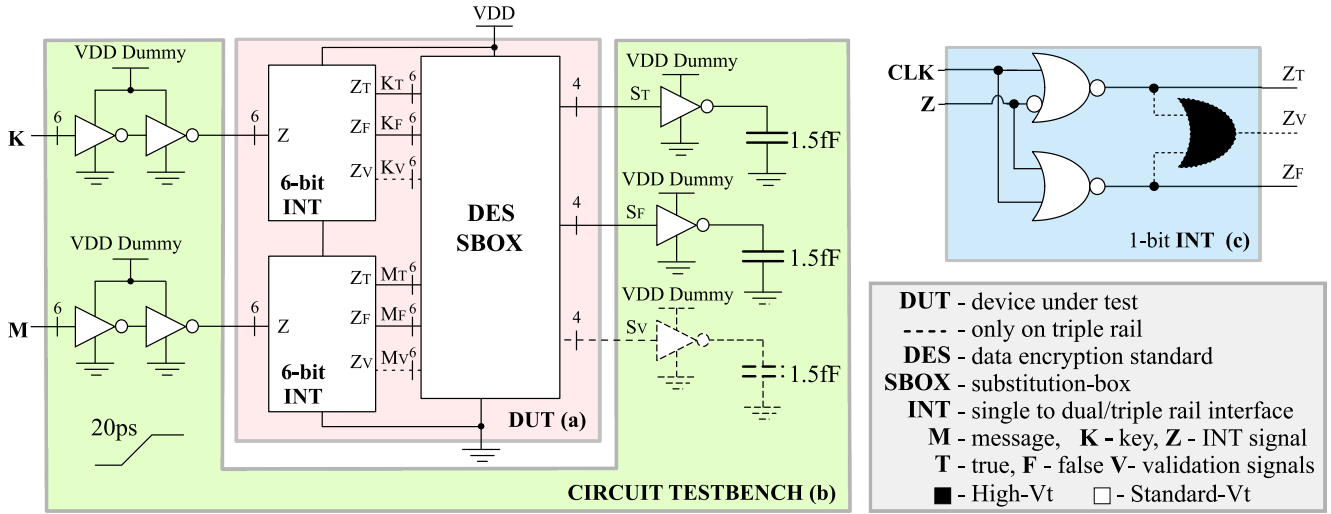 VDD
VDD Dummy
6
6
K
Z
6-bit
INT
ZT
KT
6
ZF
KF
6
ZV
KV
6
VDD Dummy
6
6
M
Z
6-bit
INT
ZT
MT
6
ZF
MF
6
ZV
MV
6
DES
SBOX
DUT (a)
4
ST
VDD Dummy
1.5fF
4
SF
VDD Dummy
1.5fF
4
SV
VDD Dummy
1.5fF
20ps
CIRCUIT TESTBENCH (b)
CLK
Z
ZT
ZV
ZF
1-bit INT (c)
DUT - device under test
---- - only on triple rail
DES - data encryption standard
SBOX - substitution-box
INT - single to dual/triple rail interface
M - message, K - key, Z - INT signal
T - true, F - false V- validation signals
■ - High-Vt □ - Standard-Vt